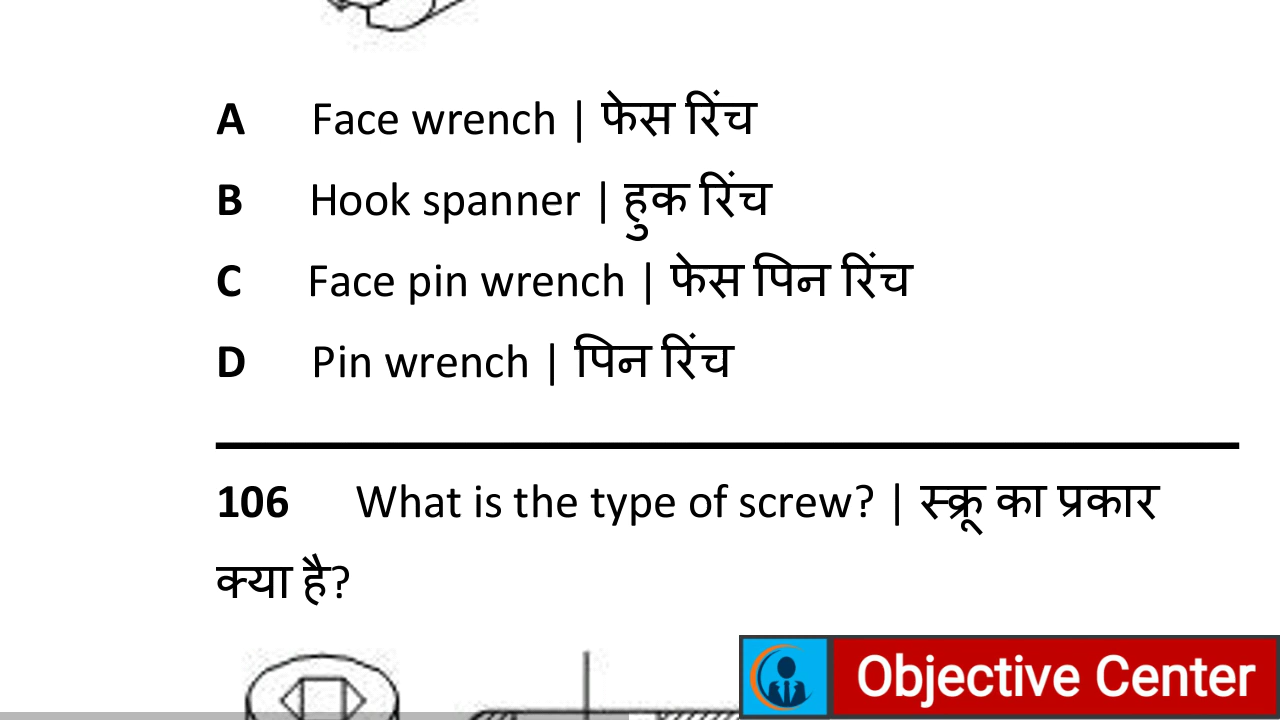 A Face wrench | फेस रिंच
B Hook spanner | हुक रिंच
C Face pin wrench | फेस पिन रिंच
D Pin wrench | पिन रिंच
106 What is the type of screw? | स्क्रू का प्रकार
क्या है?
Objective Center